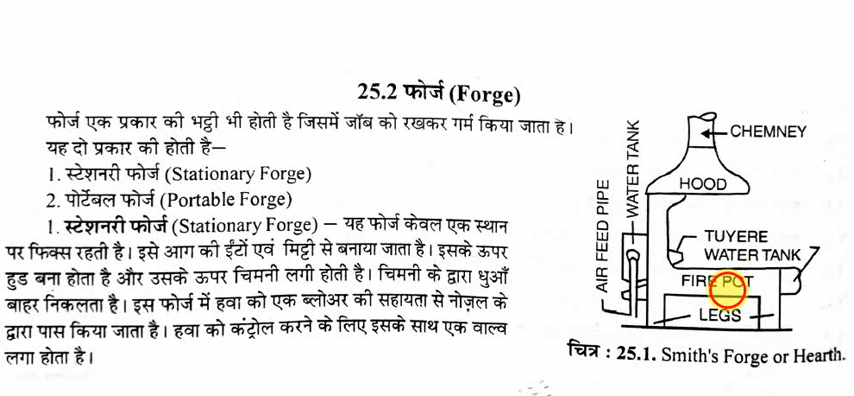 25.2 फोर्ज (Forge)
फोर्ज एक प्रकार की भट्ठी भी होती है जिसमें जॉब को रखकर गर्म किया जाता है।
यह दो प्रकार की होती है—
1. स्टेशनरी फोर्ज (Stationary Forge)
2. पोर्टेबल फोर्ज (Portable Forge)
1. स्टेशनरी फोर्ज (Stationary Forge) – यह फोर्ज केवल एक स्थान
पर फिक्स रहती है। इसे आग की ईंटों एवं मिट्टी से बनाया जाता है। इसके ऊपर
हुड बना होता है और उसके ऊपर चिमनी लगी होती है। चिमनी के द्वारा धुआँ
बाहर निकलता है। इस फोर्ज में हवा को एक ब्लोअर की सहायता से नोज़ल के
द्वारा पास किया जाता है। हवा को कंट्रोल करने के लिए इसके साथ एक वाल्व
लगा होता है।
CHEMNEY
HOOD
WATER TANK
AIR FEED PIPE
TUYERE
WATER TANK
FIRE POT
LEGS
चित्र : 25.1. Smith's Forge or Hearth.